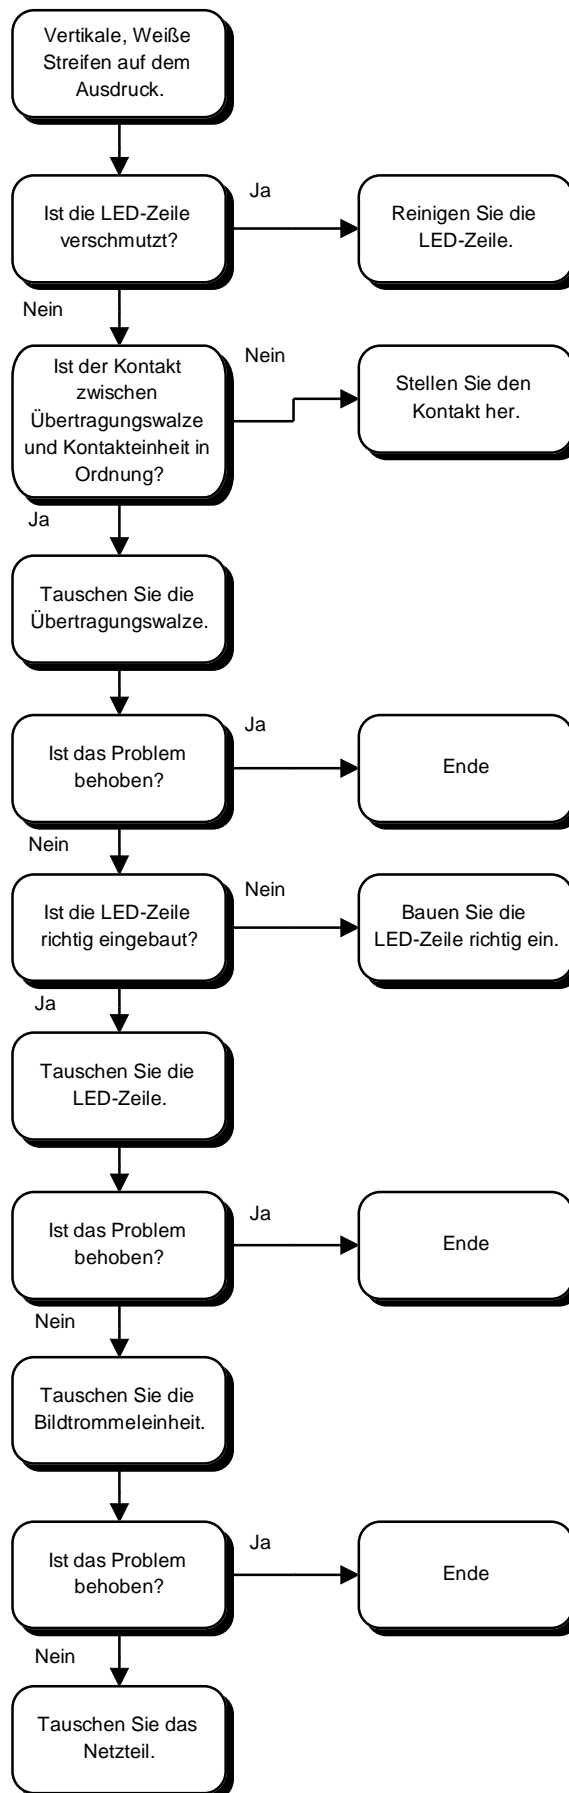 Vertikale, Weiße
Streifen auf dem
Ausdruck.
Ist die LED-Zeile
verschmutzt?
Ja
Reinigen Sie die
LED-Zeile.
Nein
Ist der Kontakt
zwischen
Übertragungswalze
und Kontakteinheit in
Ordnung?
Nein
Stellen Sie den
Kontakt her.
Ja
Tauschen Sie die
Übertragungswalze.
Ist das Problem
behoben?
Ja
Ende
Nein
Ist die LED-Zeile
richtig eingebaut?
Nein
Bauen Sie die
LED-Zeile richtig ein.
Ja
Tauschen Sie die
LED-Zeile.
Ist das Problem
behoben?
Ja
Ende
Nein
Tauschen Sie die
Bildtrommeleinheit.
Ist das Problem
behoben?
Ja
Ende
Nein
Tauschen Sie das
Netzteil.